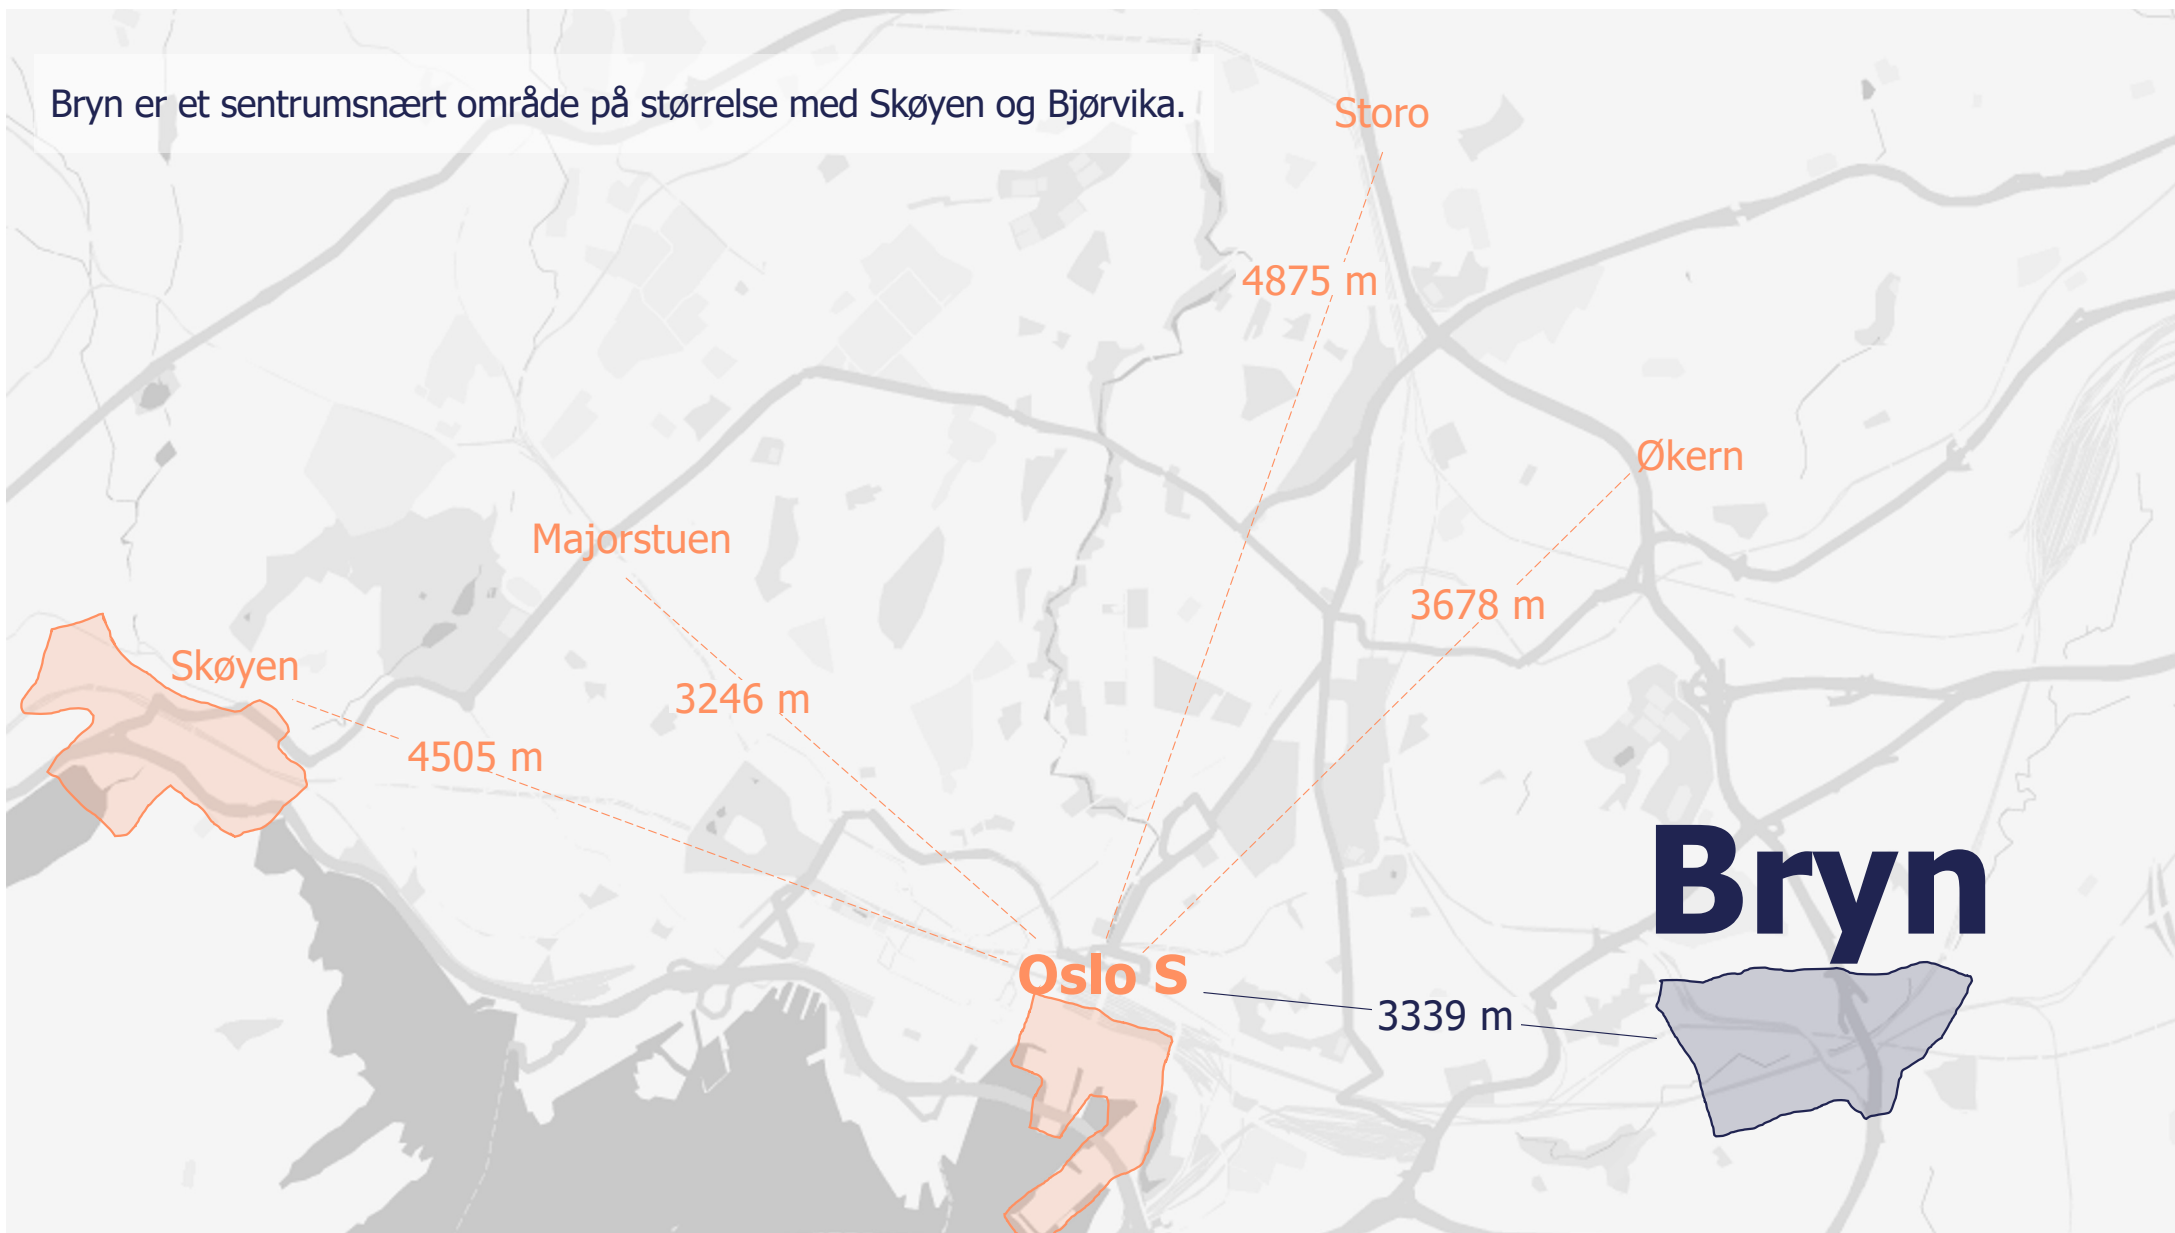 Bryn er et sentrumsnært område på størrelse med Skøyen og Bjørvika.
Storo
4875 m
Økern
Majorstuen
3678 m
Skøyen
3246 m
4505 m
Bryn
Oslo S
3339 m